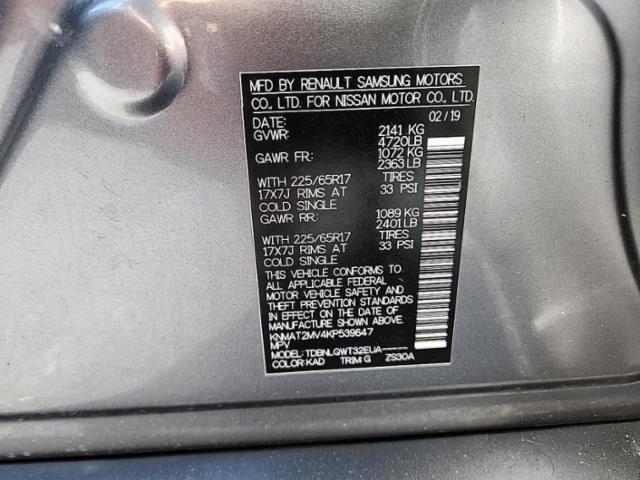 MFD BY RENAULT SAMSUNG MOTORS
CO., LTD. FOR NISSAN MOTOR CO., LTD.
DATE: 02/19
GVWR: 2141 KG
4720LB
GAWR FR: 1072 KG
2363 LB
WITH 225/65R17 TIRES
17X7J RIMS AT 33 PSI
COLD SINGLE
GAWR RR: 1089 KG
2401 LB
WITH 225/65R17 TIRES
17X7J RIMS AT 33 PSI
COLD SINGLE
THIS VEHICLE CONFORMS TO
ALL APPLICABLE FEDERAL
MOTOR VEHICLE SAFETY AND
THEFT PREVENTION STANDARDS
IN EFFECT ON THE DATE OF
MANUFACTURE SHOWN ABOVE.
KNMAT2MV4KP539647
MPV
MODEL: TDBNLQWT32EUA-----
COLOR: KAD TRIM: G ZS30A